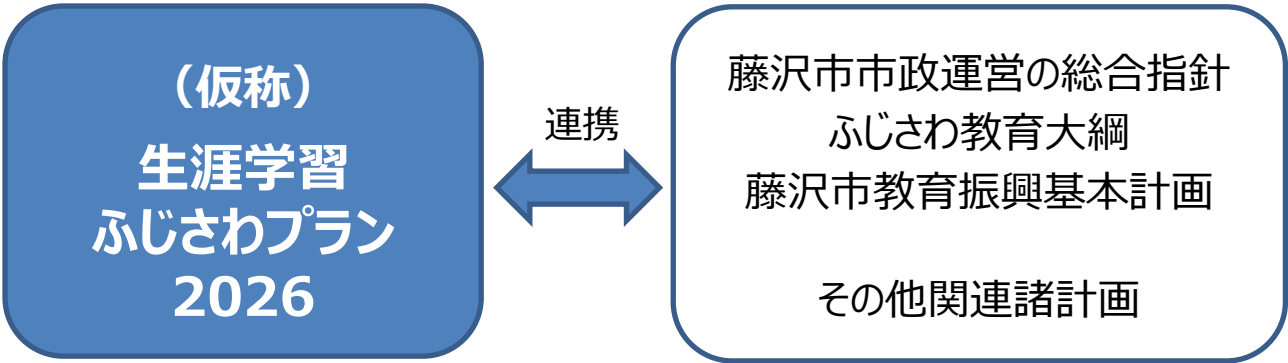 （仮称）
生涯学習
ふじさわプラン
2026
連携
藤沢市市政運営の総合指針
ふじさわ教育大綱
藤沢市教育振興基本計画
その他関連諸計画